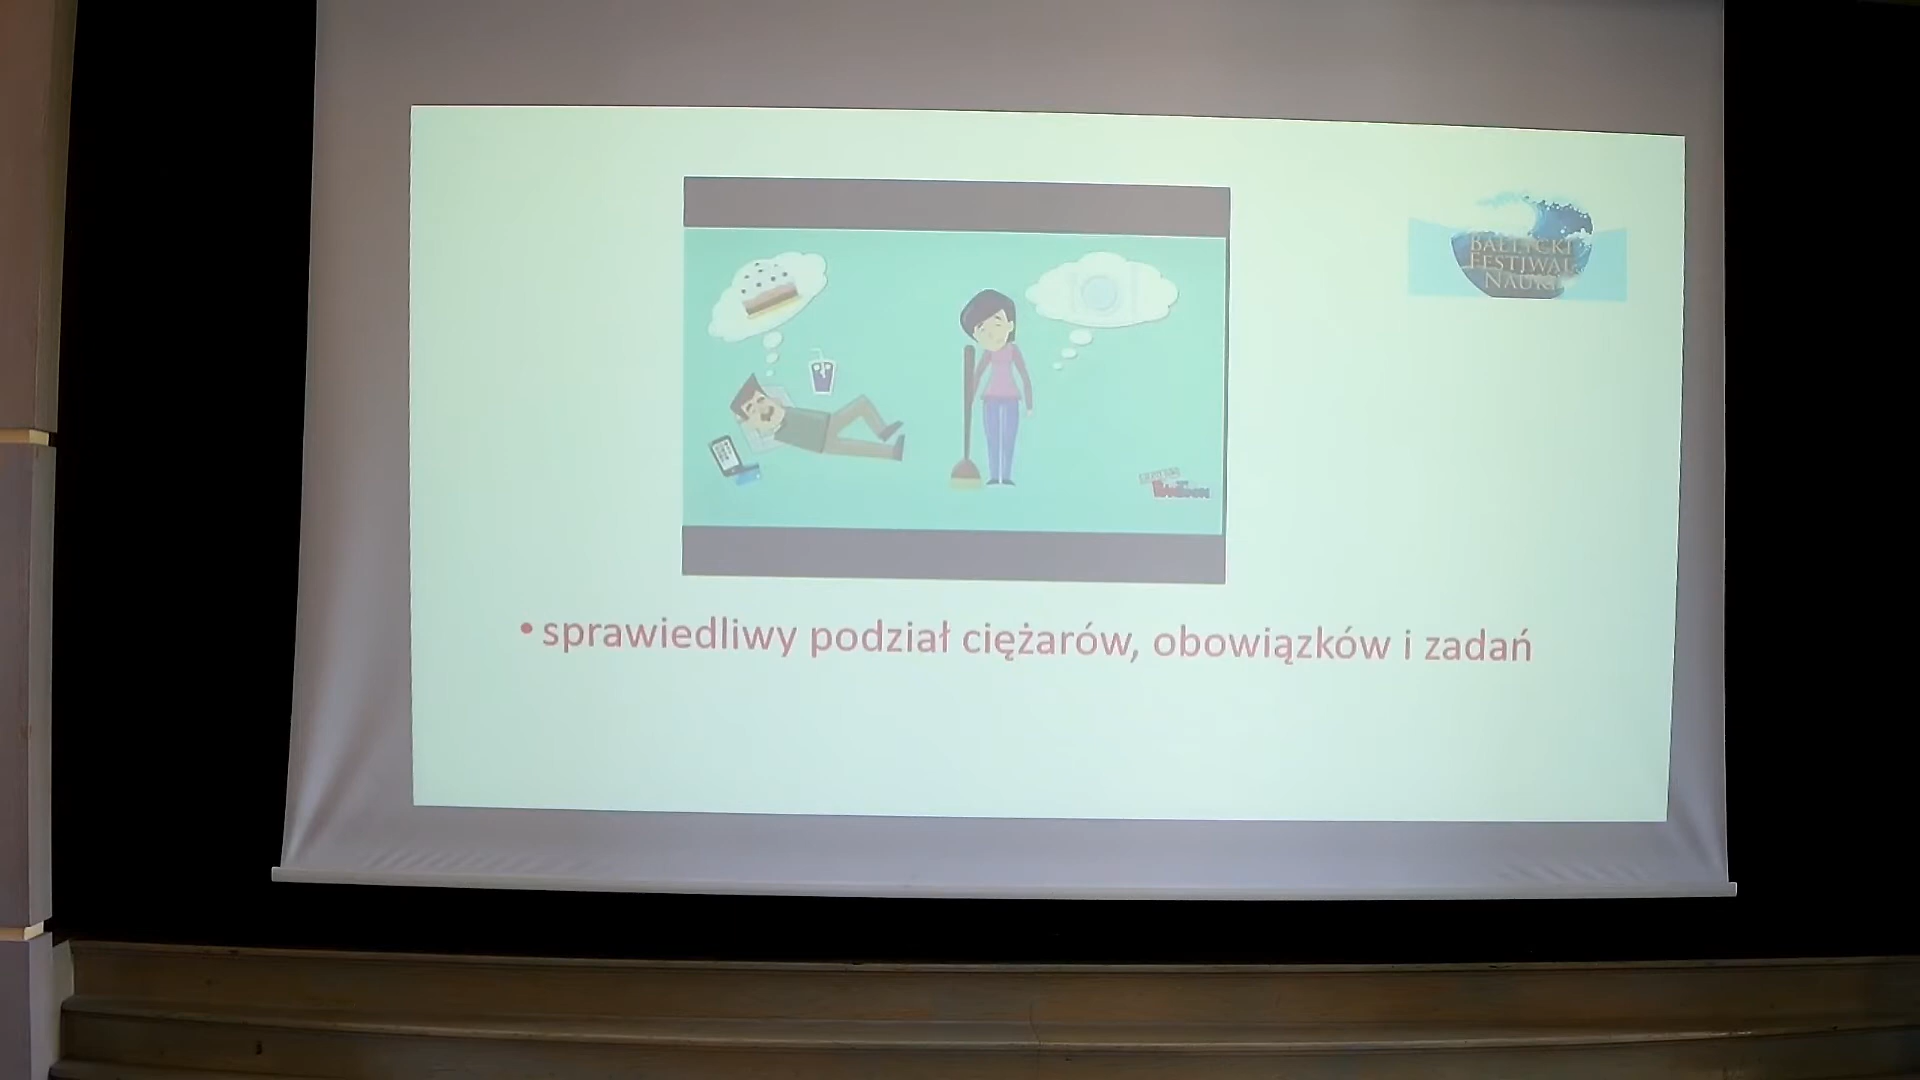 BAŁTYCKI
FESTIWAL
NAUKI
• sprawiedliwy podział ciężarów, obowiązków i zadań